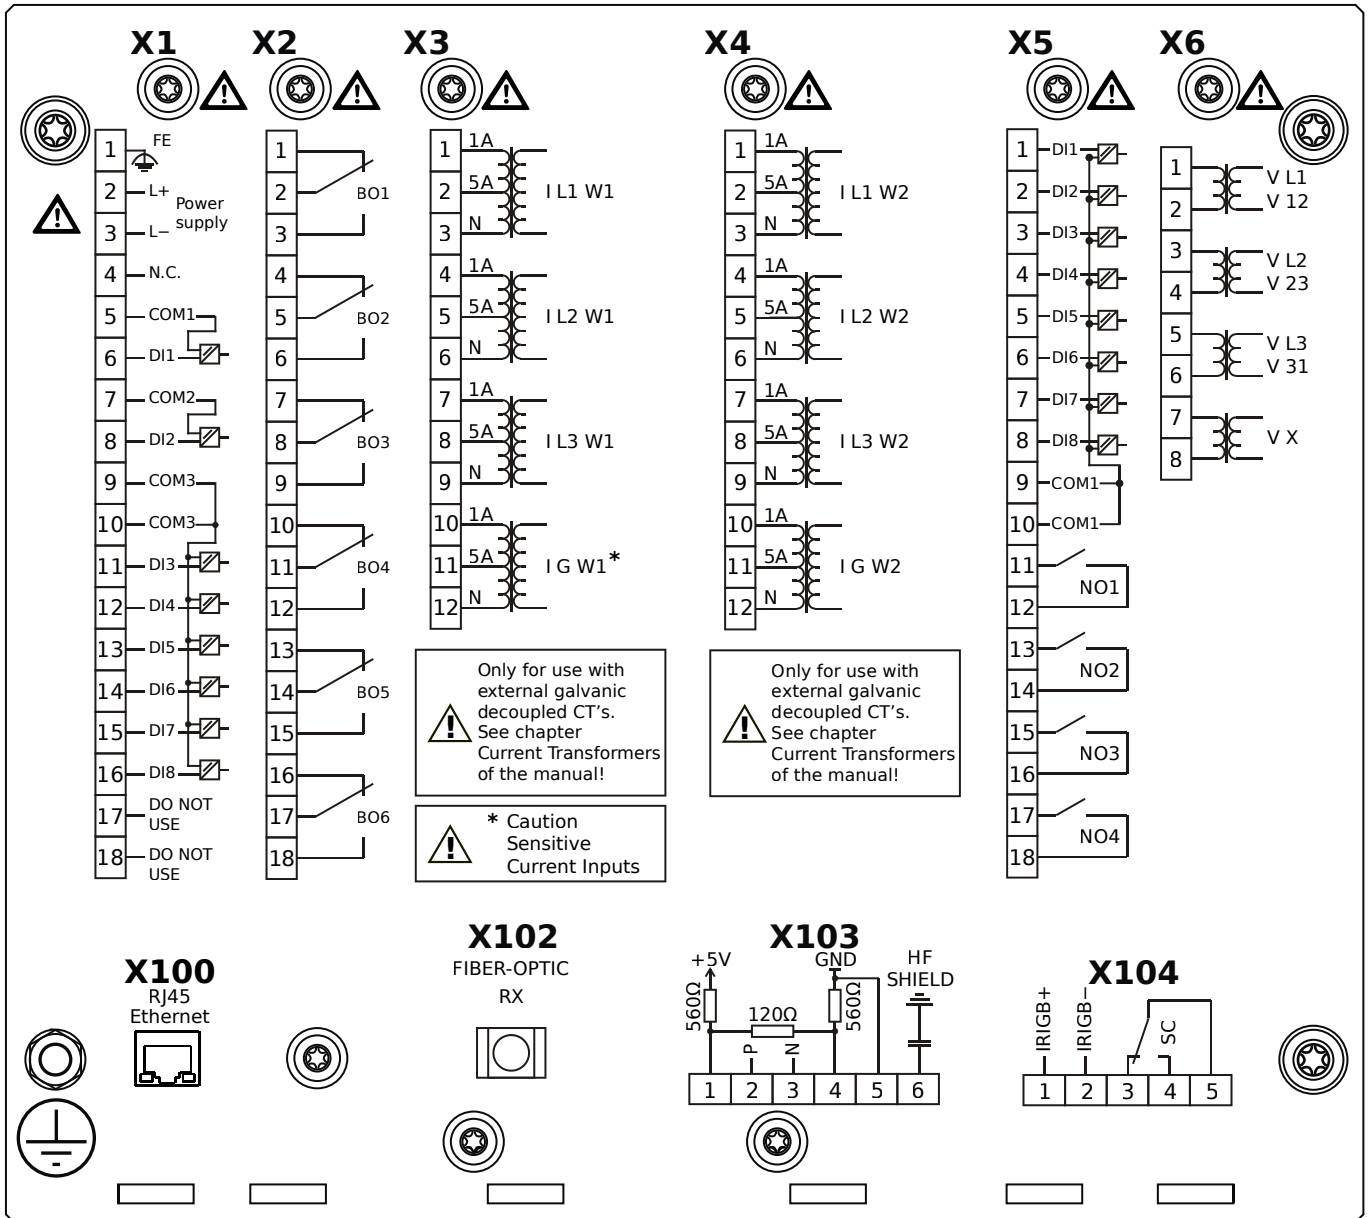 X1
X2
X3
X4
X5
X6
1 FE
2 L+
Power
supply
3 L−
4 N.C.
5 COM1
6 DI1
7 COM2
8 DI2
9 COM3
10 COM3
11 DI3
12 DI4
13 DI5
14 DI6
15 DI7
16 DI8
17 DO NOT
USE
18 DO NOT
USE
1
2 BO1
3
4
5 BO2
6
7
8 BO3
9
10
11 BO4
12
13
14 BO5
15
16
17 BO6
18
1 1A
2 5A I L1 W1
3 N
4 1A
5 5A I L2 W1
6 N
7 1A
8 5A I L3 W1
9 N
10 1A
11 5A I G W1*
12 N
Only for use with
external galvanic
decoupled CT's.
See chapter
Current Transformers
of the manual!
* Caution
Sensitive
Current Inputs
1 1A
2 5A I L1 W2
3 N
4 1A
5 5A I L2 W2
6 N
7 1A
8 5A I L3 W2
9 N
10 1A
11 5A I G W2
12 N
Only for use with
external galvanic
decoupled CT's.
See chapter
Current Transformers
of the manual!
1 DI1
2 DI2
3 DI3
4 DI4
5 DI5
6 DI6
7 DI7
8 DI8
9 COM1
10 COM1
11
NO1
12
13
NO2
14
15
NO3
16
17
NO4
18
1
V L1
V 12
2
3
V L2
V 23
4
5
V L3
V 31
6
7
V X
8
X100
RJ45
Ethernet
X102
FIBER-OPTIC
RX
X103
+5V GND HF
SHIELD
560Ω 120Ω 560Ω
P N
1 2 3 4 5 6
X104
IRIGB+ IRIGB− SC
1 2 3 4 5